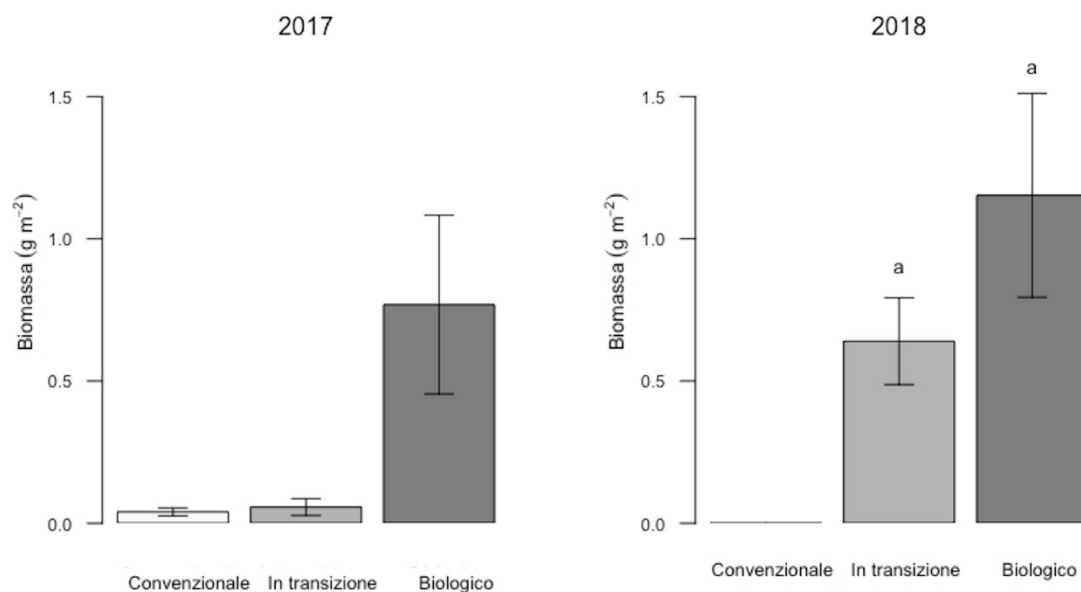 2017
1.5
1.0
0.5
0.0
Biomassa (g m⁻²)
Convenzionale In transizione Biologico
2018
a
a
1.5
1.0
0.5
0.0
Biomassa (g m⁻²)
Convenzionale In transizione Biologico